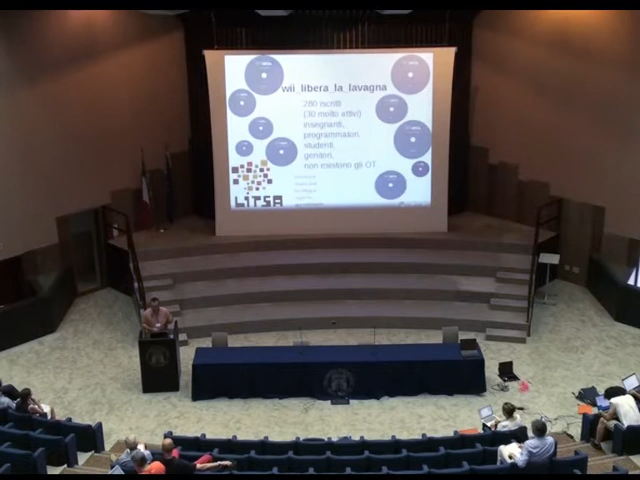 wii_libera_la_lavagna
280 iscritti
(30 molto attivi)
insegnanti,
programmatori,
studenti,
genitori,
non esistono gli OT
LiTSA